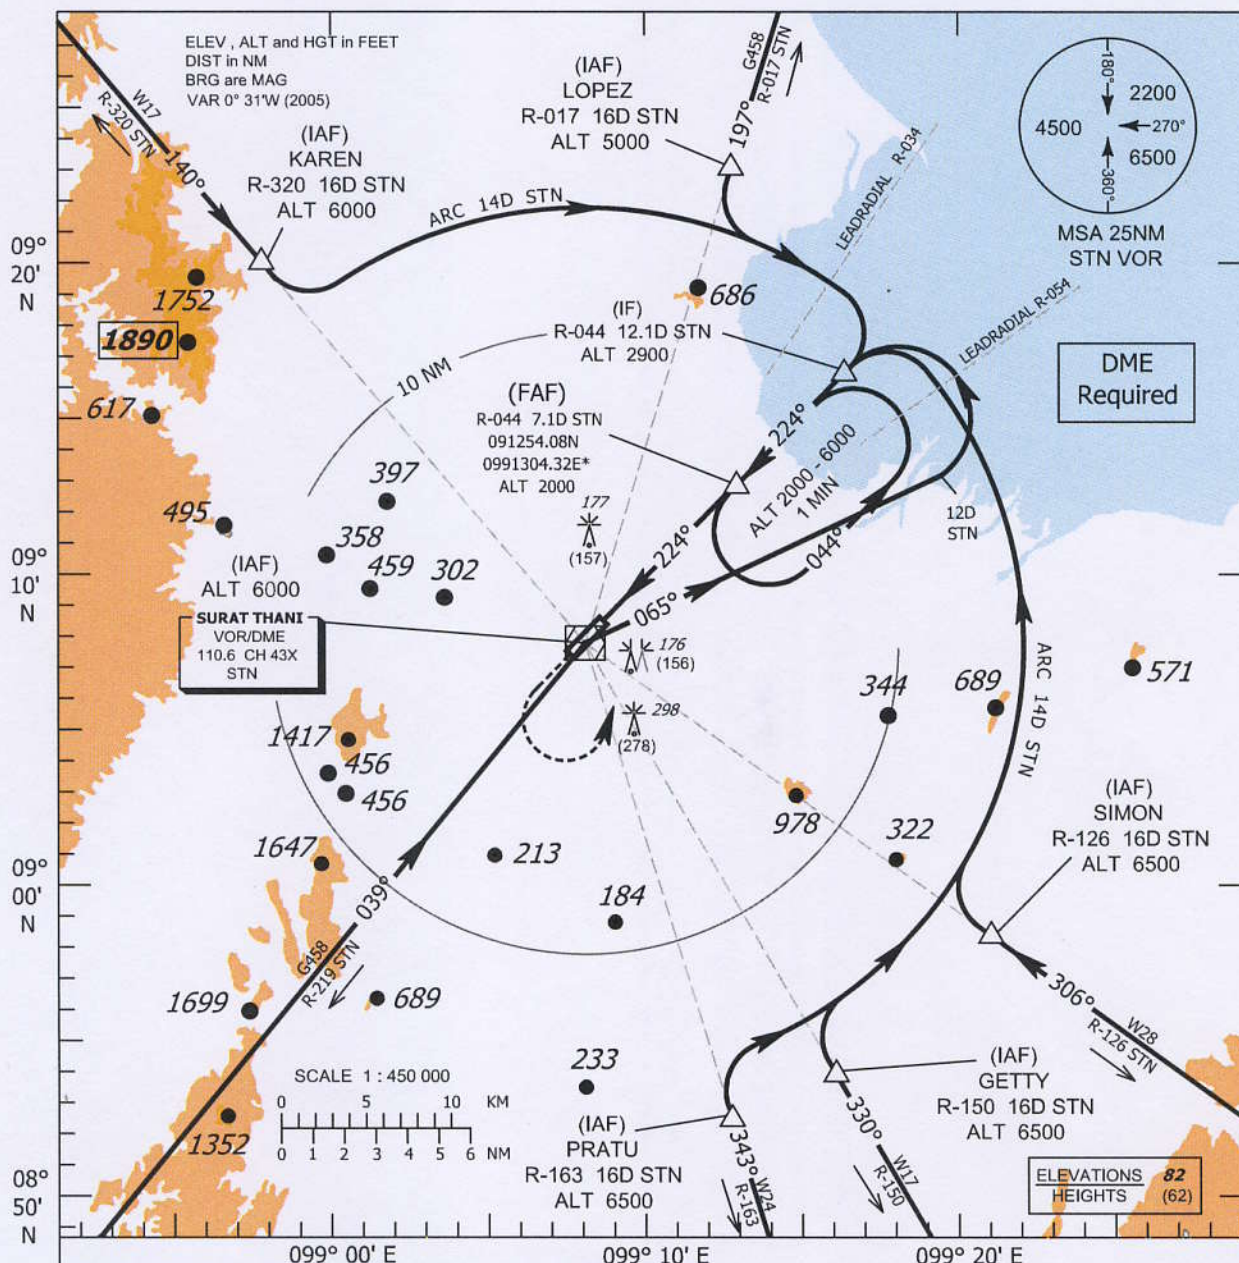 ELEV , ALT and HGT in FEET
DIST in NM
BRG are MAG
VAR 0° 31'W (2005)
W17
R-320 STN
140°
(IAF)
KAREN
R-320 16D STN
ALT 6000
(IAF)
LOPEZ
R-017 16D STN
ALT 5000
G458
R-017 STN
197°
180°
2200
4500
270°
6500
360°
MSA 25NM
STN VOR
ARC 14D STN
LEADRADIAL R-034
LEADRADIAL R-054
DME
Required
09°
20'
N
1752
1890
617
686
(IF)
R-044 12.1D STN
ALT 2900
10 NM
(FAF)
R-044 7.1D STN
091254.08N
0991304.32E*
ALT 2000
224°
ALT 2000 - 6000
1 MIN
12D
STN
044°
224°
065°
397
495
358
459
302
177
(157)
09°
10'
N
(IAF)
ALT 6000
SURAT THANI
VOR/DME
110.6 CH 43X
STN
176
(156)
298
(278)
344
689
571
ARC 14D STN
1417
456
456
978
322
(IAF)
SIMON
R-126 16D STN
ALT 6500
09°
00'
N
1647
213
184
039°
G458
R-219 STN
1699
689
306°
W28
R-126 STN
233
SCALE 1 : 450 000
0 5 10 KM
0 1 2 3 4 5 6 NM
1352
(IAF)
PRATU
R-163 16D STN
ALT 6500
343°
W24
R-163
330°
W17
R-150
(IAF)
GETTY
R-150 16D STN
ALT 6500
ELEVATIONS 82
HEIGHTS (62)
08°
50'
N
099° 00' E
099° 10' E
099° 20' E